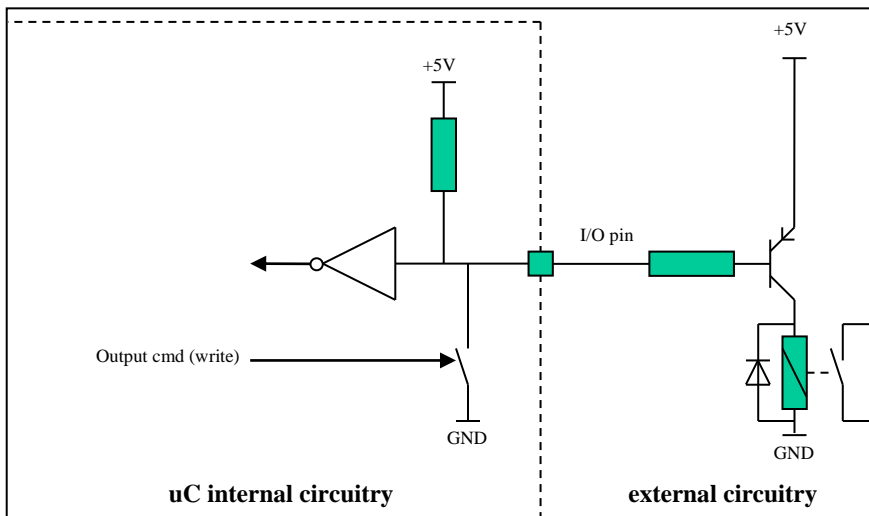 +5V
+5V
I/O pin
Output cmd (write)
GND
GND
uC internal circuitry
external circuitry